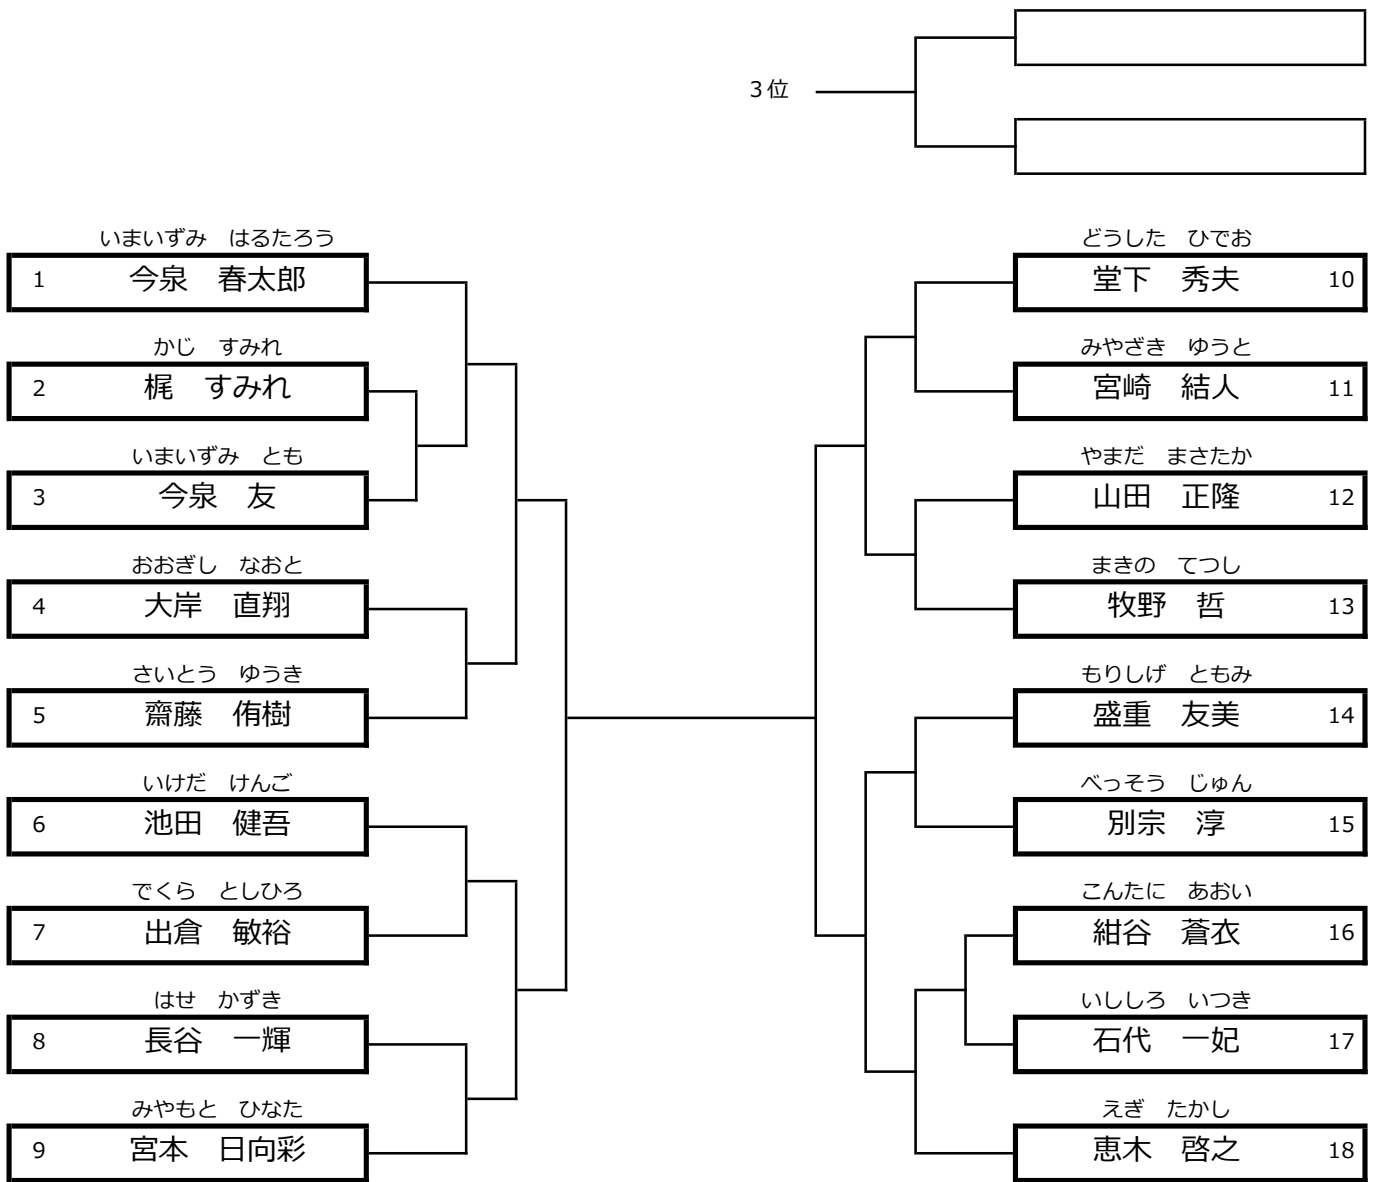 3位
いまいずみ　はるたろう
1　今泉　春太郎
かじ　すみれ
2　梶　すみれ
いまいずみ　とも
3　今泉　友
おおぎし　なおと
4　大岸　直翔
さいとう　ゆうき
5　齋藤　侑樹
いけだ　けんご
6　池田　健吾
でくら　としひろ
7　出倉　敏裕
はせ　かずき
8　長谷　一輝
みやもと　ひなた
9　宮本　日向彩
どうした　ひでお
堂下　秀夫　10
みやざき　ゆうと
宮崎　結人　11
やまだ　まさたか
山田　正隆　12
まきの　てつし
牧野　哲　13
もりしげ　ともみ
盛重　友美　14
べっそう　じゅん
別宗　淳　15
こんたに　あおい
紺谷　蒼衣　16
いししろ　いつき
石代　一妃　17
えぎ　たかし
恵木　啓之　18